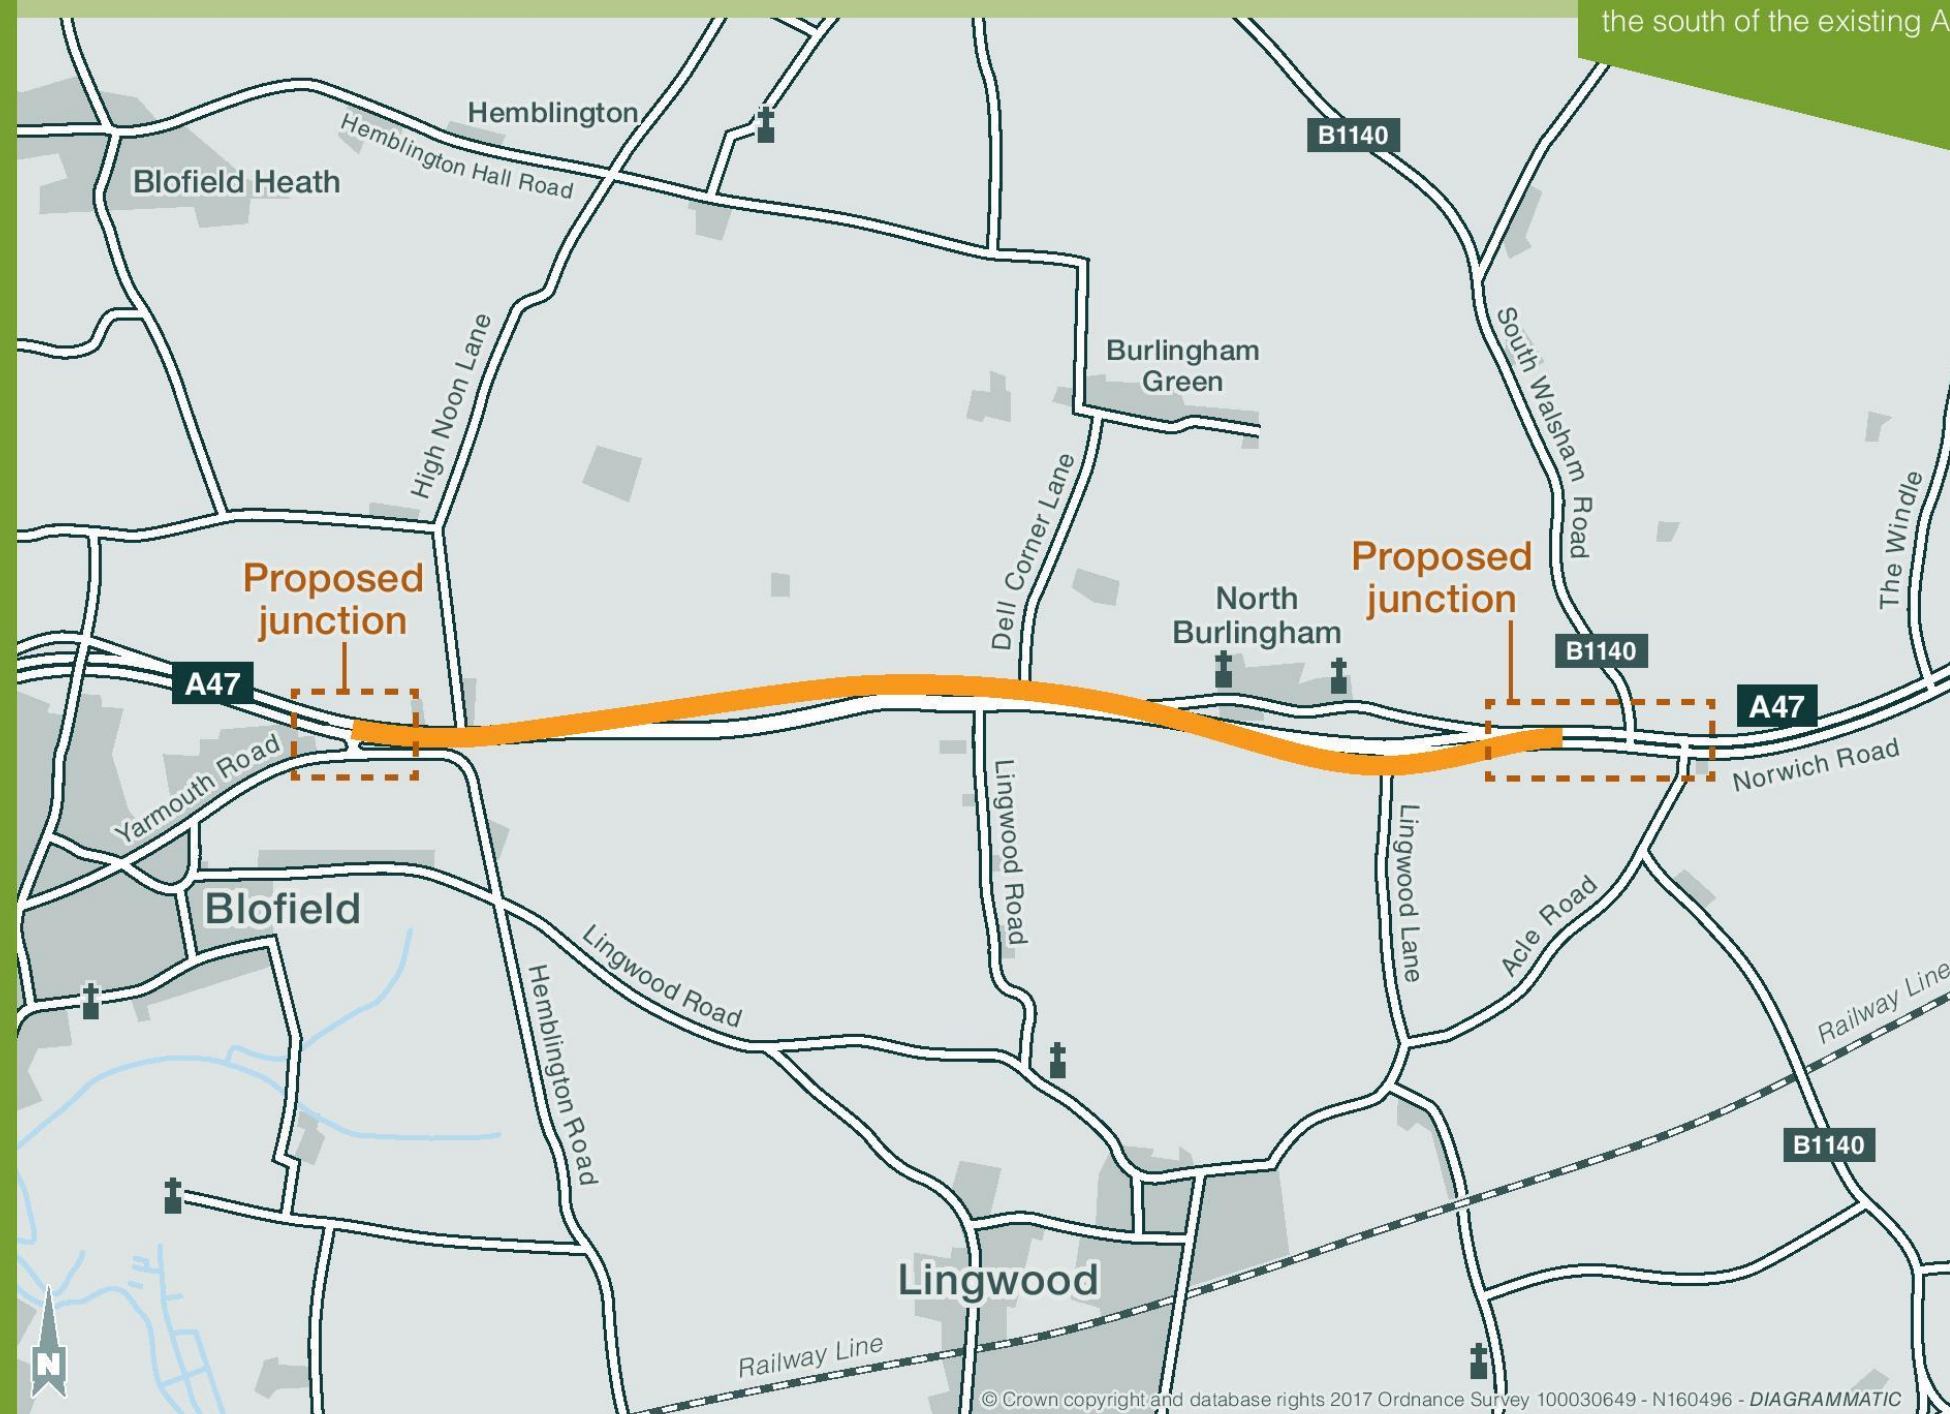 the south of the existing A
Hemblington
B1140
Hemblington Hall Road
Blofield Heath
High Noon Lane
Burlingham
Green
South Walsham Road
Dell Corner Lane
The Windle
Proposed
junction
Proposed
junction
North
Burlingham
B1140
A47
A47
Yarmouth Road
Norwich Road
Lingwood Road
Lingwood Lane
Blofield
Acle Road
Lingwood Road
Hemblington Road
Railway Line
B1140
Lingwood
Railway Line
N
© Crown copyright and database rights 2017 Ordnance Survey 100030649 - N160496 - DIAGRAMMATIC